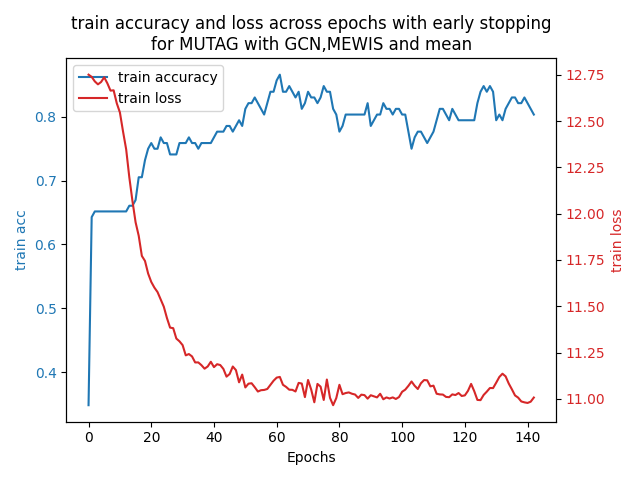 train accuracy and loss across epochs with early stopping
for MUTAG with GCN,MEWIS and mean
train accuracy
train loss
train acc
0.8
0.7
0.6
0.5
0.4
12.75
12.50
12.25
12.00
11.75
11.50
11.25
11.00
train loss
0 20 40 60 80 100 120 140
Epochs